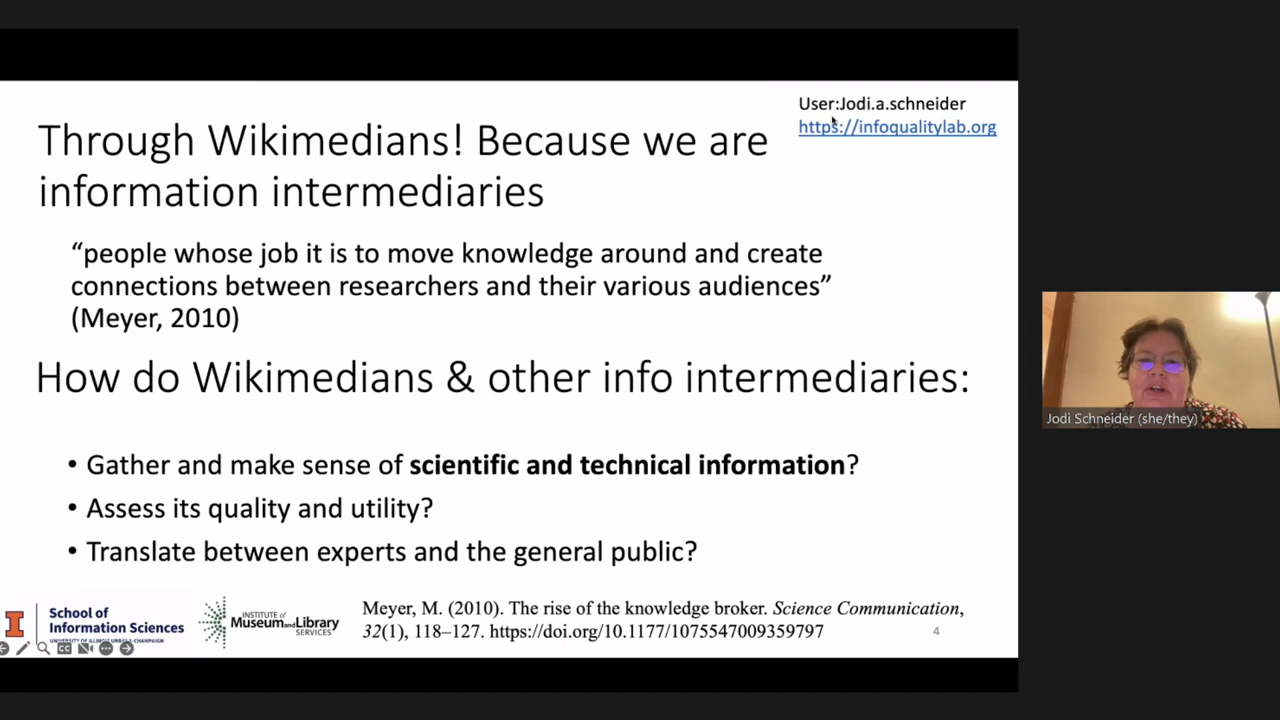 User:Jodi.a.schneider
https://infoqualitylab.org
Through Wikimedians! Because we are
information intermediaries
“people whose job it is to move knowledge around and create
connections between researchers and their various audiences”
(Meyer, 2010)
How do Wikimedians & other info intermediaries:
• Gather and make sense of scientific and technical information?
• Assess its quality and utility?
• Translate between experts and the general public?
I
School of
Information Sciences
UNIVERSITY OF ILLINOIS URBANA-CHAMPAIGN
INSTITUTE of
Museum and Library
SERVICES
Meyer, M. (2010). The rise of the knowledge broker. Science Communication,
32(1), 118–127. https://doi.org/10.1177/1075547009359797
4
CC
Jodi Schneider (she/they)